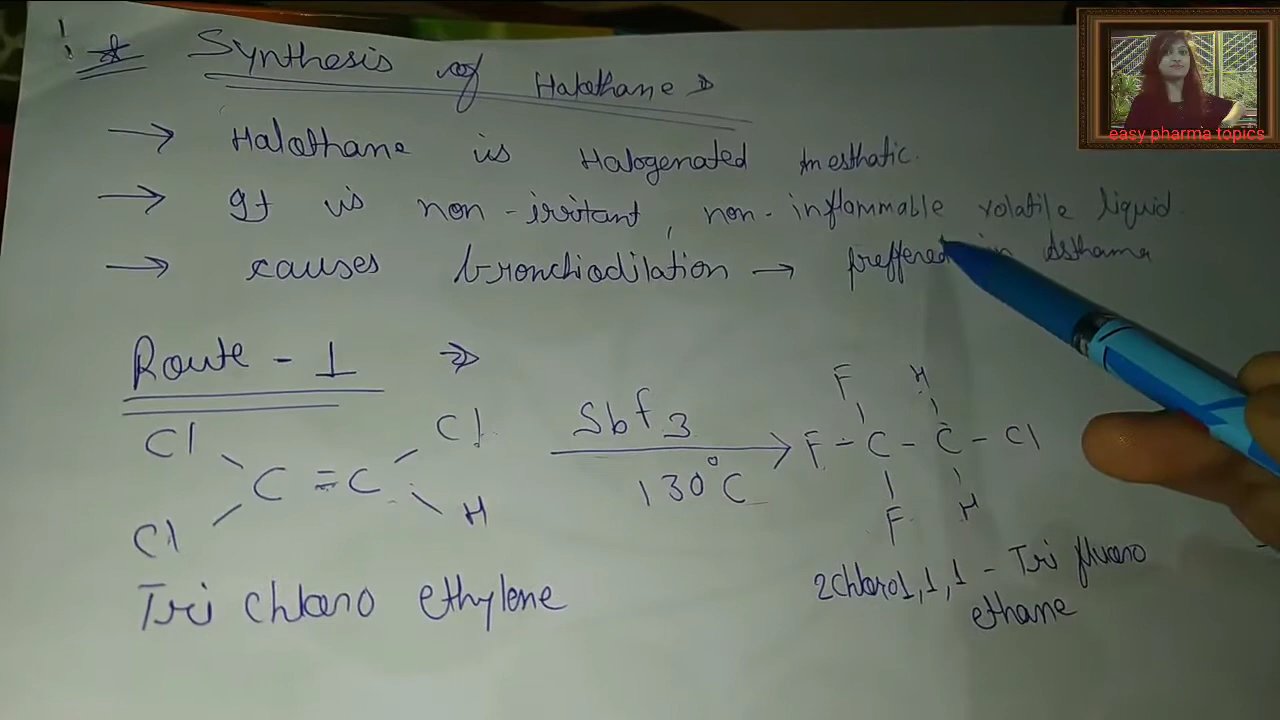 Synthesis of Halothane
easy pharma topics
→ Halothane is Halogenated Anesthatic.
→ It is non-irritant, non-inflammable volatile liquid.
→ causes bronchiodilation → preffered in Asthama
Route - 1 ⇒
Cl Cl
C = C
Cl H
SbF3
130°C
F H
F - C - C - Cl
F H
Tri chloro ethylene
2chloro1,1,1 - Tri fluoro
ethane